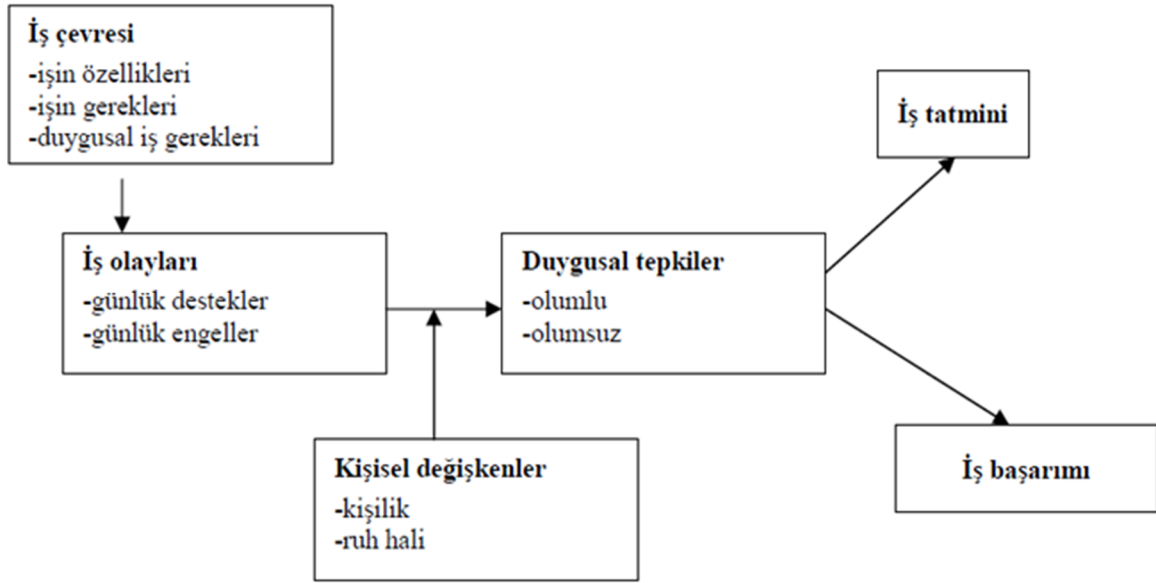 İş çevresi
-işin özellikleri
-işin gerekleri
-duygusal iş gerekleri
İş tatmini
İş olayları
-günlük destekler
-günlük engeller
Duygusal tepkiler
-olumlu
-olumsuz
Kişisel değişkenler
-kişilik
-ruh hali
İş başarımı